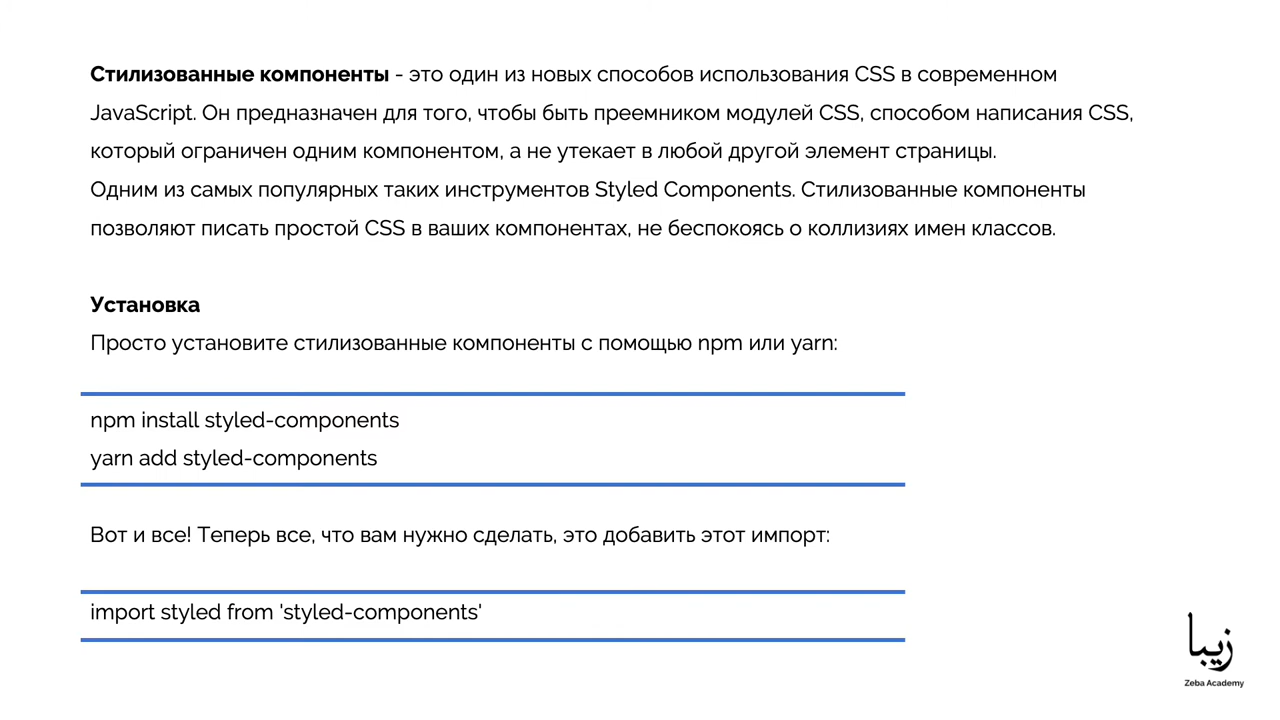 Стилизованные компоненты - это один из новых способов использования CSS в современном
JavaScript. Он предназначен для того, чтобы быть преемником модулей CSS, способом написания CSS,
который ограничен одним компонентом, а не утекает в любой другой элемент страницы.
Одним из самых популярных таких инструментов Styled Components. Стилизованные компоненты
позволяют писать простой CSS в ваших компонентах, не беспокоясь о коллизиях имен классов.
Установка
Просто установите стилизованные компоненты с помощью npm или yarn:
npm install styled-components
yarn add styled-components
Вот и все! Теперь все, что вам нужно сделать, это добавить этот импорт:
import styled from 'styled-components'
زيبا
Zeba Academy